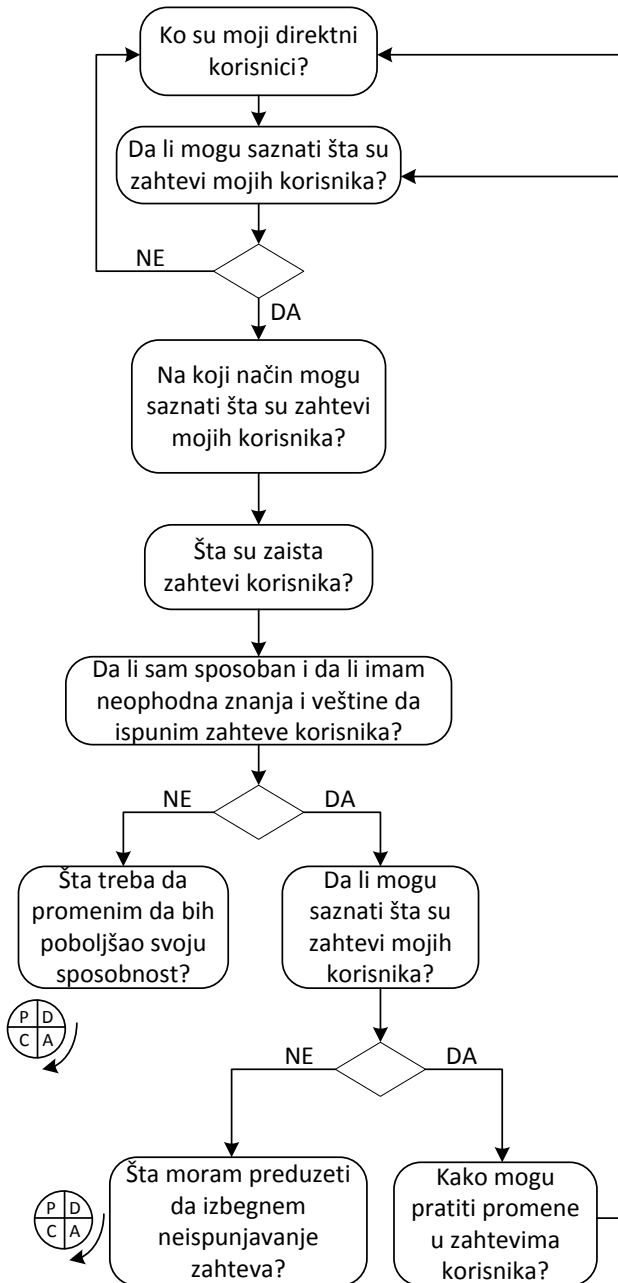 Ko su moji direktni
korisnici?
Da li mogu saznati šta su
zahtevi mojih korisnika?
NE
DA
Na koji način mogu
saznati šta su zahtevi
mojih korisnika?
Šta su zaista
zahtevi korisnika?
Da li sam sposoban i da li imam
neophodna znanja i veštine da
ispunim zahteve korisnika?
NE
DA
Šta treba da
promenim da bih
poboljšao svoju
sposobnost?
Da li mogu
saznati šta su
zahtevi mojih
korisnika?
P D
C A
NE
DA
Šta moram preduzeti
da izbegnem
neispunjavanje
zahteva?
Kako mogu
pratiti promene
u zahtevima
korisnika?
P D
C A